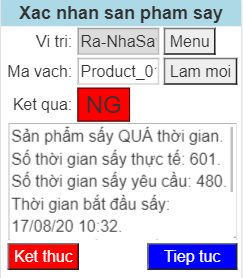 Xac nhan san pham say
Vi tri: Ra-NhaSa Menu
Ma vach: Product_0 Lam moi
Ket qua: NG
Sản phẩm sấy QUÁ thời gian.
Số thời gian sấy thực tế: 601.
Số thời gian sấy yêu cầu: 480.
Thời gian bắt đầu sấy:
17/08/20 10:32.
Ket thuc Tiep tuc